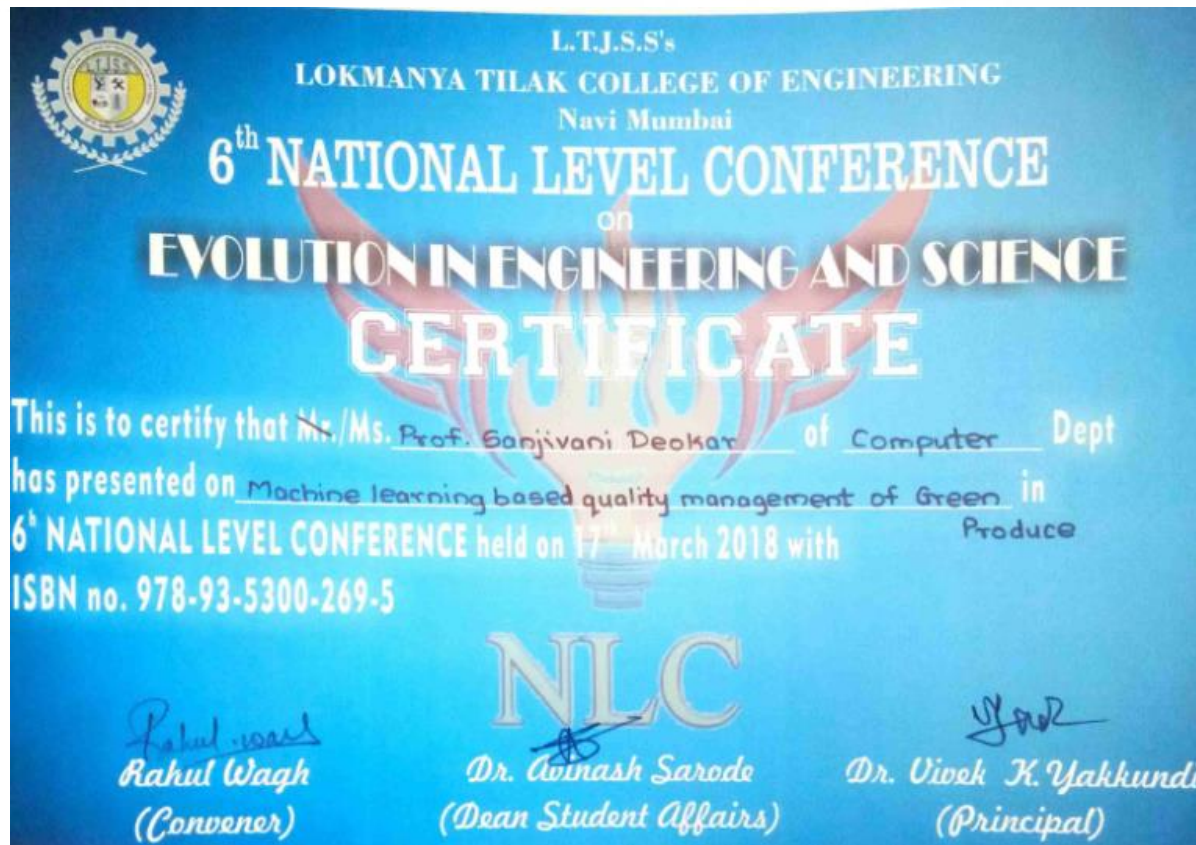 L.T.J.S.S's
LOKMANYA TILAK COLLEGE OF ENGINEERING
Navi Mumbai
6th NATIONAL LEVEL CONFERENCE
on
EVOLUTION IN ENGINEERING AND SCIENCE
CERTIFICATE
This is to certify that Mr./Ms. Prof. Sanjivani Deokar of Computer Dept
has presented on Machine learning based quality management of Green in
Produce
6th NATIONAL LEVEL CONFERENCE held on 17th March 2018 with
ISBN no. 978-93-5300-269-5
NLC
Rahul Wagh
Dr. Avinash Sarode
Dr. Vivek K. Yakkundi
(Convener)
(Dean Student Affairs)
(Principal)